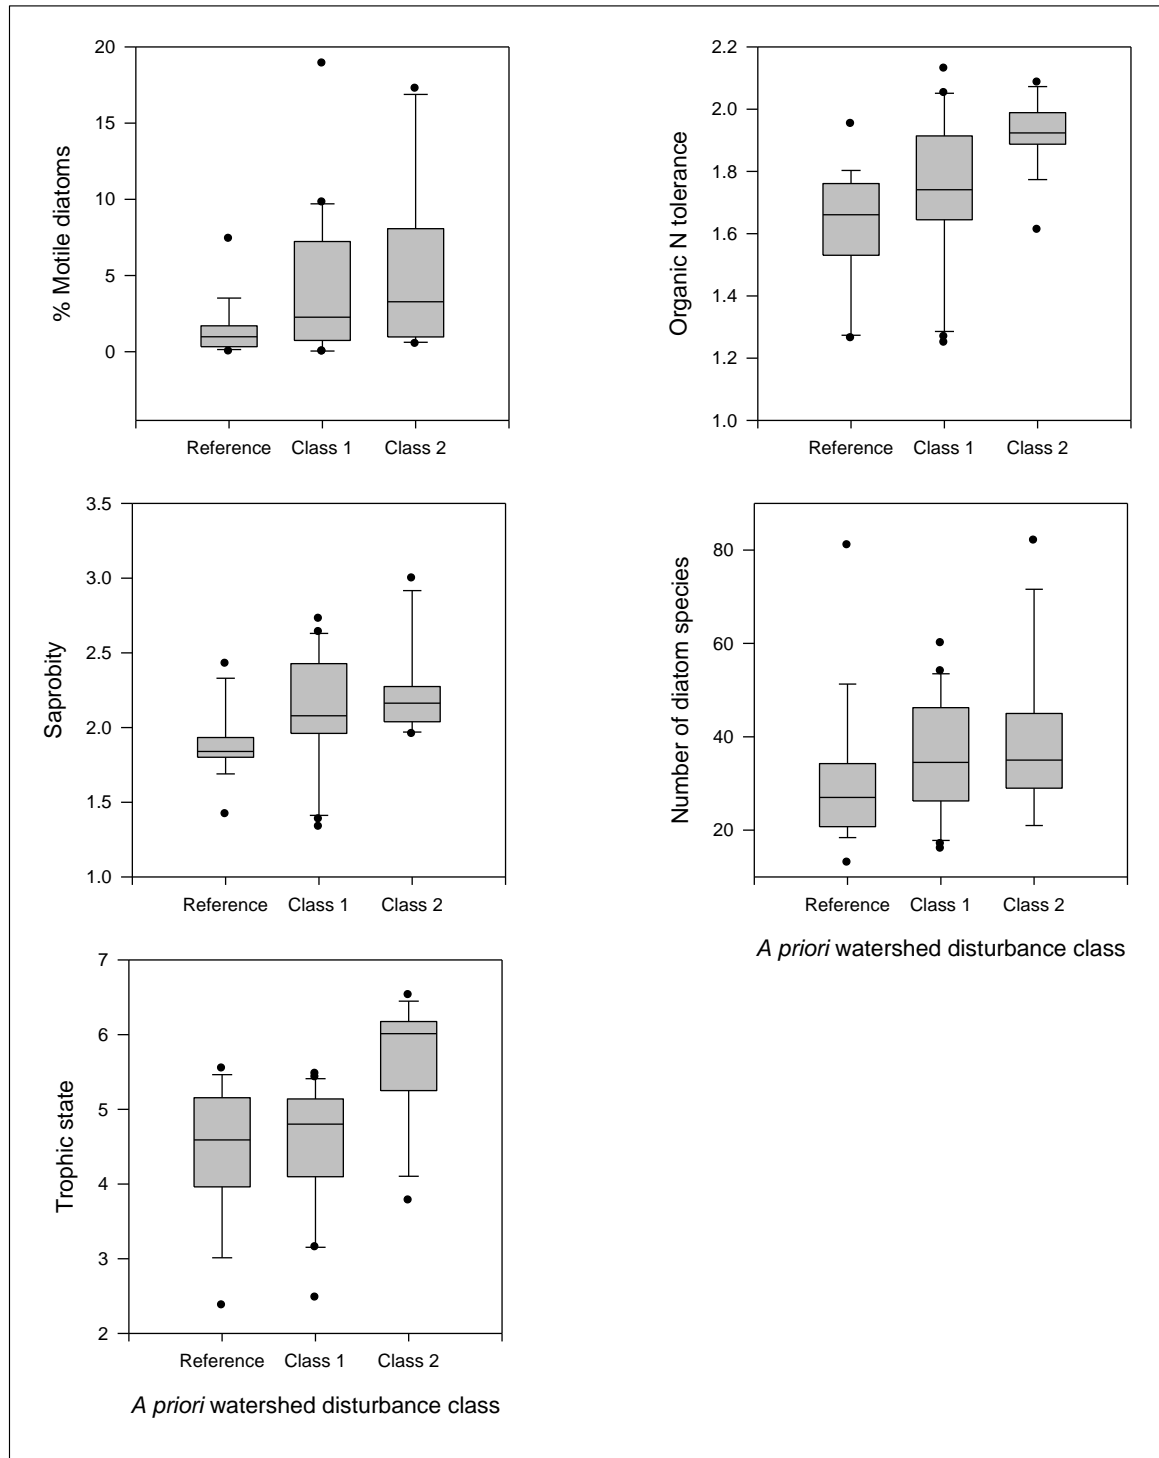 % Motile diatoms
20
15
10
5
0
Reference Class 1 Class 2
Organic N tolerance
2.2
2.0
1.8
1.6
1.4
1.2
1.0
Reference Class 1 Class 2
Saprobity
3.5
3.0
2.5
2.0
1.5
1.0
Reference Class 1 Class 2
Number of diatom species
80
60
40
20
Reference Class 1 Class 2
A priori watershed disturbance class
Trophic state
7
6
5
4
3
2
Reference Class 1 Class 2
A priori watershed disturbance class